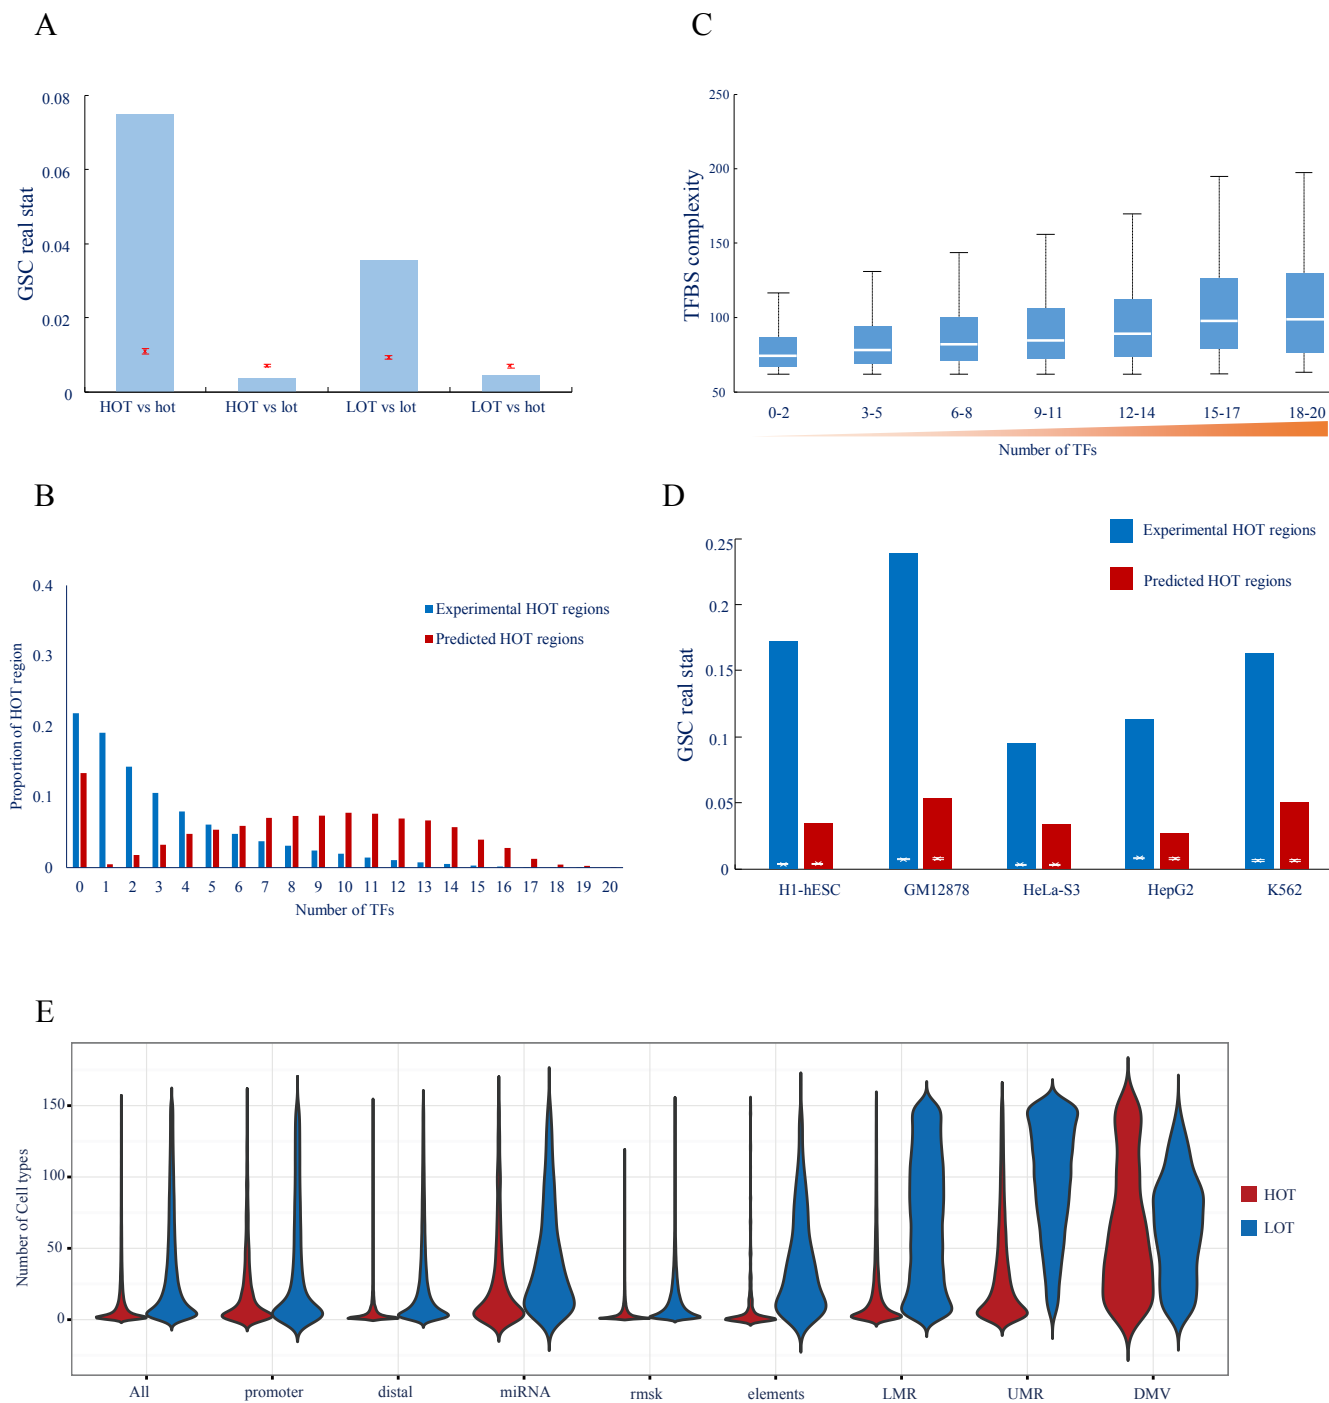 A
0.08
0.06
0.04
0.02
0
GSC real stat
HOT vs hot
HOT vs lot
LOT vs lot
LOT vs hot
C
250
200
150
100
50
TFBS complexity
0-2
3-5
6-8
9-11
12-14
15-17
18-20
Number of TFs
B
0.4
0.3
0.2
0.1
0
Proportion of HOT region
Experimental HOT regions
Predicted HOT regions
0 1 2 3 4 5 6 7 8 9 10 11 12 13 14 15 16 17 18 19 20
Number of TFs
D
Experimental HOT regions
Predicted HOT regions
0.25
0.2
0.15
0.1
0.05
0
GSC real stat
H1-hESC
GM12878
HeLa-S3
HepG2
K562
E
150
100
50
0
Number of Cell types
HOT
LOT
All
promoter
distal
miRNA
rmsk
elements
LMR
UMR
DMV